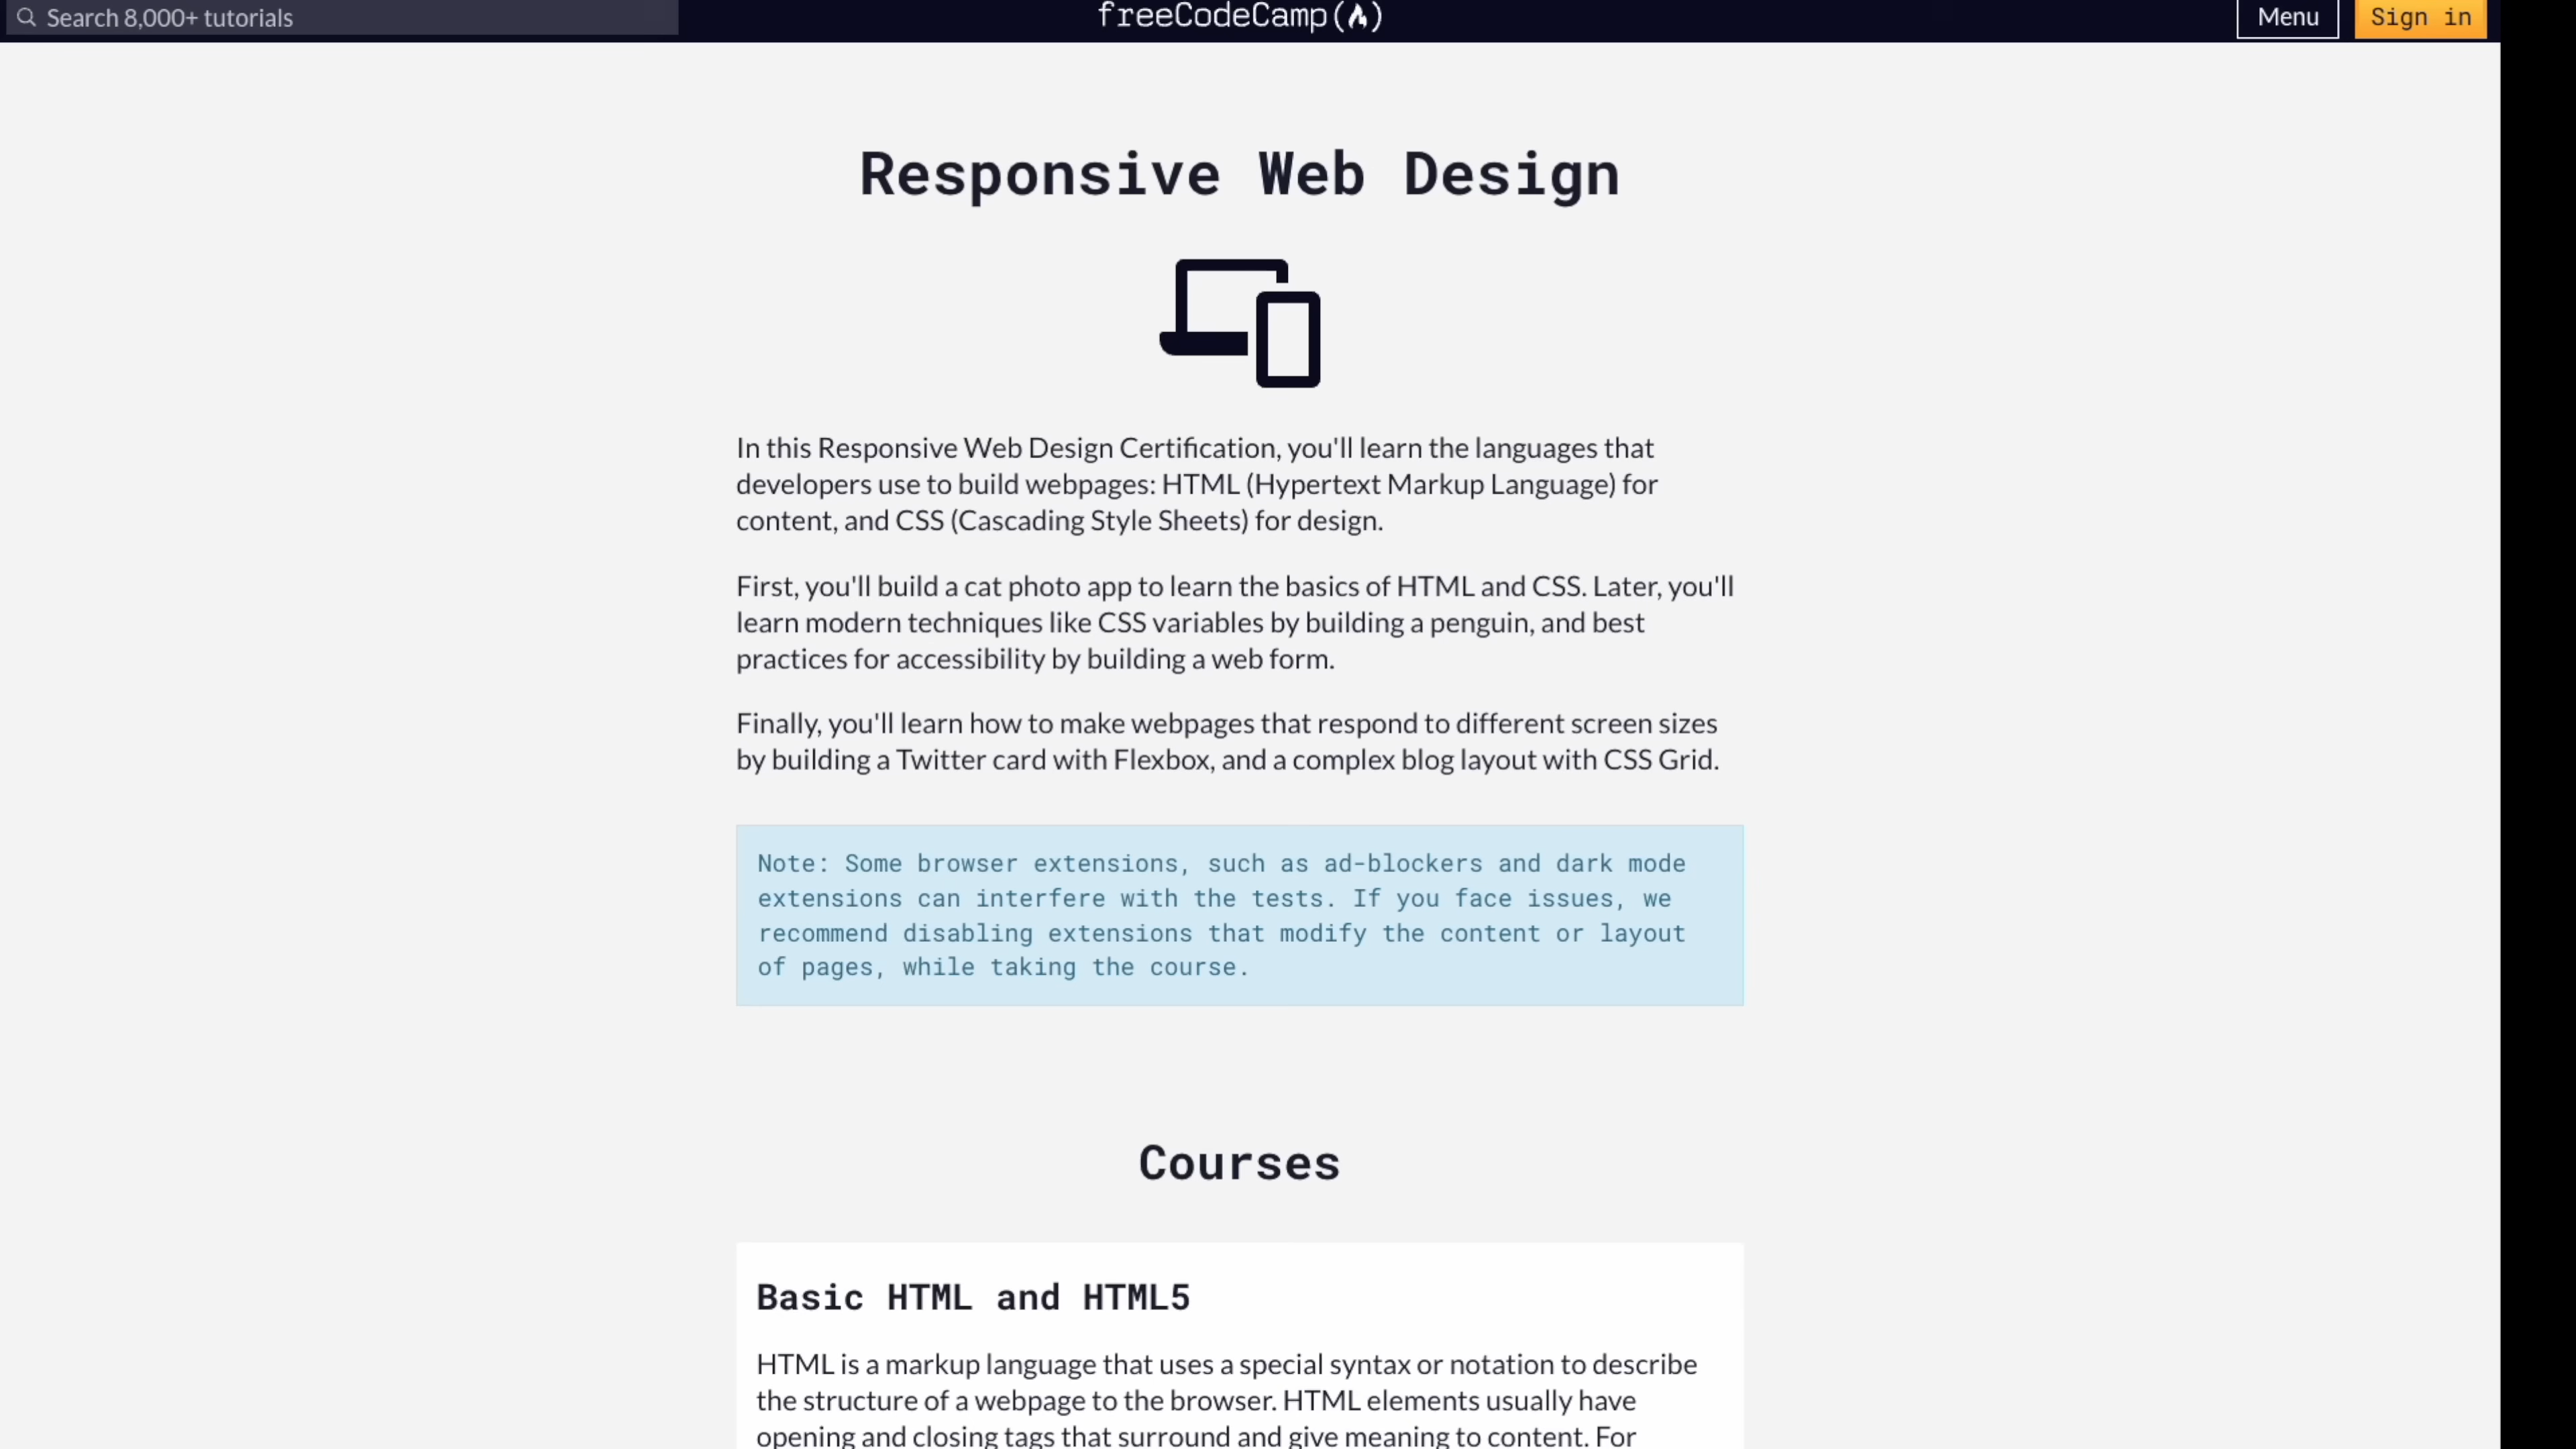 Search 8,000+ tutorials
freeCodeCamp
Menu
Sign in
Responsive Web Design
In this Responsive Web Design Certification, you'll learn the languages that
developers use to build webpages: HTML (Hypertext Markup Language) for
content, and CSS (Cascading Style Sheets) for design.
First, you'll build a cat photo app to learn the basics of HTML and CSS. Later, you'll
learn modern techniques like CSS variables by building a penguin, and best
practices for accessibility by building a web form.
Finally, you'll learn how to make webpages that respond to different screen sizes
by building a Twitter card with Flexbox, and a complex blog layout with CSS Grid.
Note: Some browser extensions, such as ad-blockers and dark mode
extensions can interfere with the tests. If you face issues, we
recommend disabling extensions that modify the content or layout
of pages, while taking the course.
Courses
Basic HTML and HTML5
HTML is a markup language that uses a special syntax or notation to describe
the structure of a webpage to the browser. HTML elements usually have
opening and closing tags that surround and give meaning to content. For